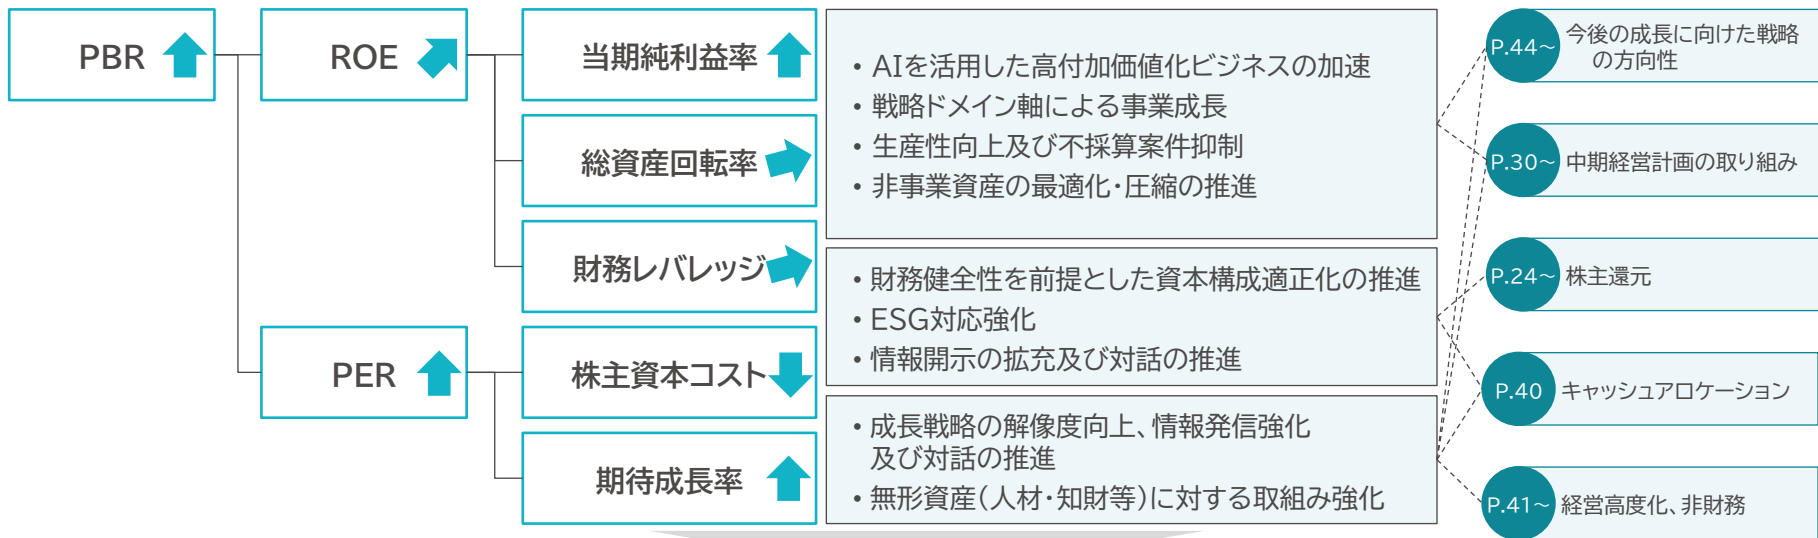 PBR
ROE
当期純利益率
総資産回転率
財務レバレッジ
PER
株主資本コスト
期待成長率
・AIを活用した高付加価値化ビジネスの加速
・戦略ドメイン軸による事業成長
・生産性向上及び不採算案件抑制
・非事業資産の最適化・圧縮の推進
・財務健全性を前提とした資本構成適正化の推進
・ESG対応強化
・情報開示の拡充及び対話の推進
・成長戦略の解像度向上、情報発信強化
及び対話の推進
・無形資産(人材・知財等)に対する取組み強化
P.44~
今後の成長に向けた戦略
の方向性
P.30~
中期経営計画の取り組み
P.24~
株主還元
P.40
キャッシュアロケーション
P.41~
経営高度化、非財務